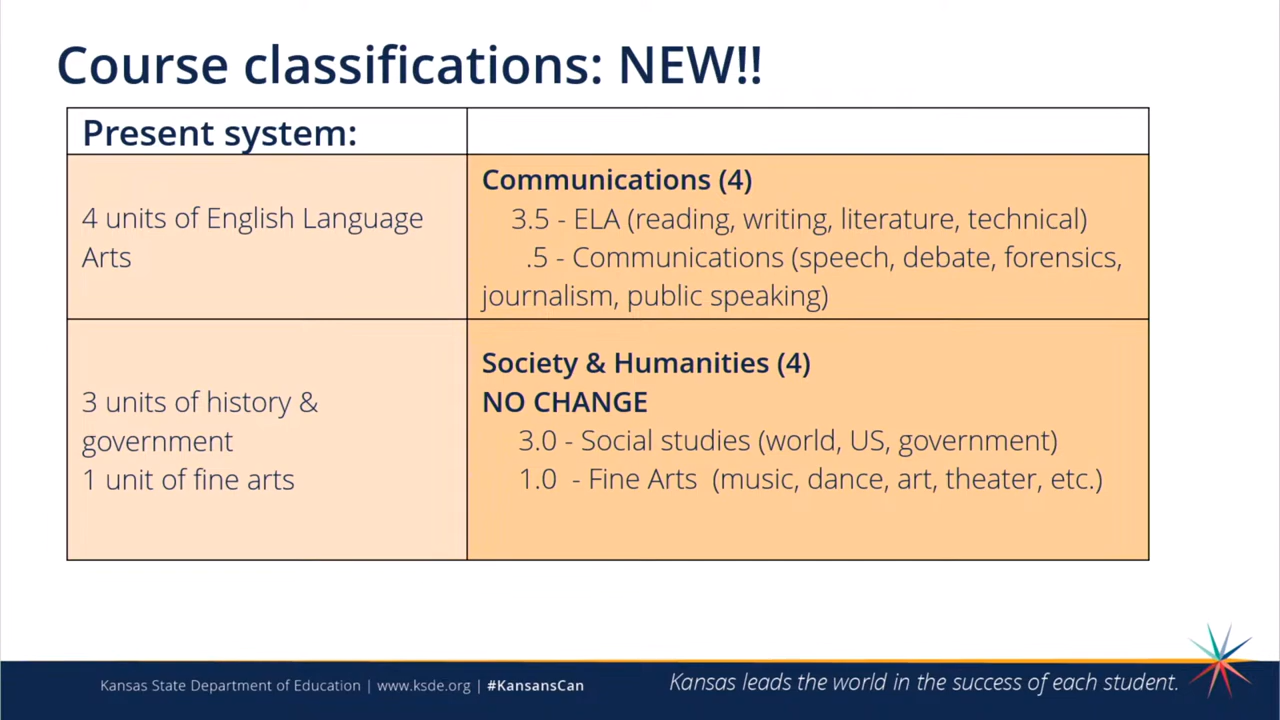 Course classifications: NEW!!
Present system:
4 units of English Language
Arts
Communications (4)
3.5 - ELA (reading, writing, literature, technical)
.5 - Communications (speech, debate, forensics,
journalism, public speaking)
3 units of history &
government
1 unit of fine arts
Society & Humanities (4)
NO CHANGE
3.0 - Social studies (world, US, government)
1.0 - Fine Arts (music, dance, art, theater, etc.)
Kansas State Department of Education | www.ksde.org | #KansansCan
Kansas leads the world in the success of each student.